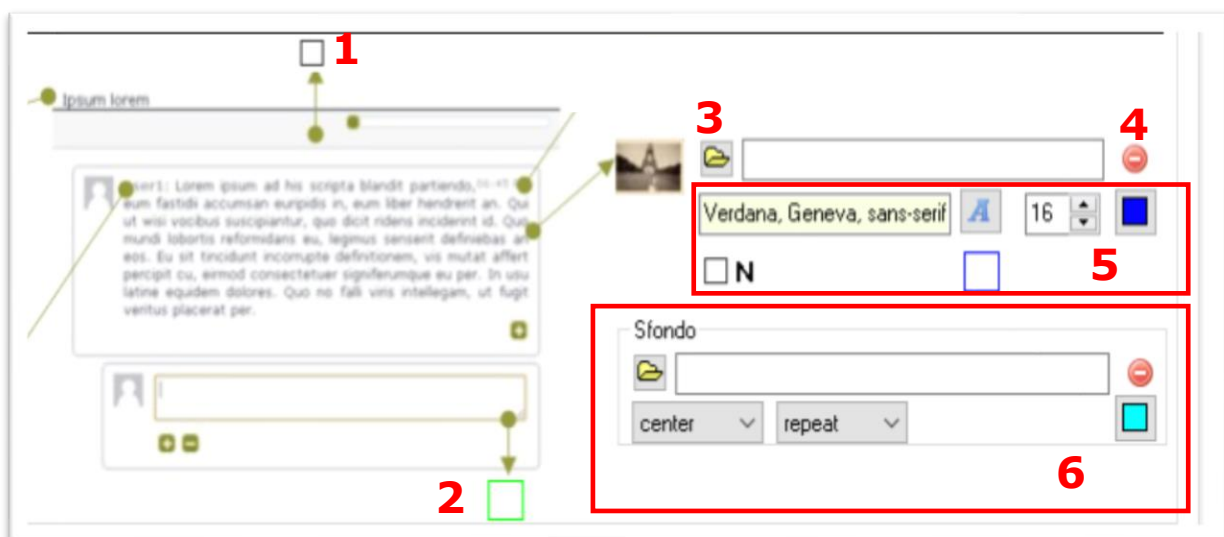 1
Ipsum lorem
3
4
ser1: Lorem ipsum ad his scripta blandit partiendo,
eum fastidii accumsan euripidis in, eum liber hendrerit an. Qui
ut wisi vocibus suscipiantur, quo dicit ridens inciderint id. Quo
mundi lobortis reformidans eu, legimus senserit definiebas an
eos. Eu sit tincidunt incorrupte definitionem, vis mutat affert
percipit cu, eirmod consectetuer signiferumque eu per. In usu
latine equidem dolores. Quo no falli viris intellegam, ut fugit
veritus placerat per.
Verdana, Geneva, sans-serif
A
16
N
5
Sfondo
center
repeat
6
2